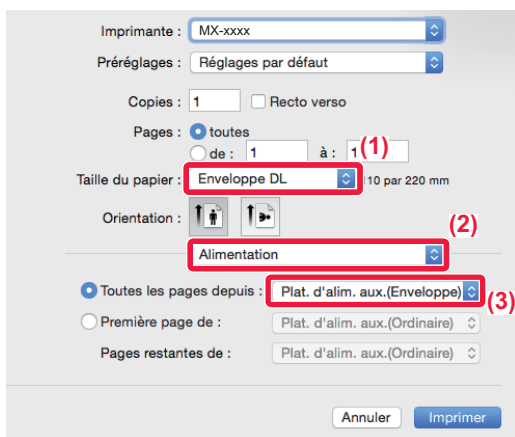 Imprimante : MX-xxxx
Préréglages : Réglages par défaut
Copies : 1 Recto verso
Pages : toutes
de : 1 à : 1
(1)
Taille du papier : Enveloppe DL 110 par 220 mm
Orientation :
(2)
Alimentation
Toutes les pages depuis : Plat. d'alim. aux.(Enveloppe)
(3)
Première page de : Plat. d'alim. aux.(Ordinaire)
Pages restantes de : Plat. d'alim. aux.(Ordinaire)
Annuler Imprimer